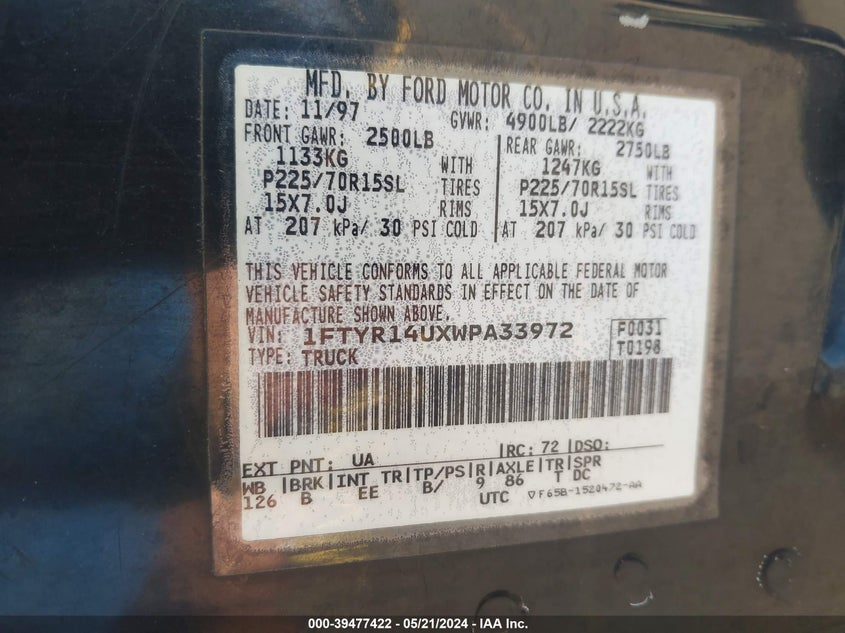 MFD. BY FORD MOTOR CO. IN U.S.A.
DATE: 11/97 GVWR: 4900LB/ 2222KG
FRONT GAWR: 2500LB REAR GAWR: 2750LB
1133KG WITH 1247KG WITH
P225/70R15SL TIRES P225/70R15SL TIRES
15X7.0J RIMS 15X7.0J RIMS
AT 207 kPa/ 30 PSI COLD AT 207 kPa/ 30 PSI COLD
THIS VEHICLE CONFORMS TO ALL APPLICABLE FEDERAL MOTOR
VEHICLE SAFETY STANDARDS IN EFFECT ON THE DATE OF
MANUFACTURE SHOWN ABOVE.
VIN: 1FTYR14UXWPA33972 F0031
TYPE: TRUCK T0198
EXT PNT: UA RC: 72 DSO:
WB BRK INT TR TP/PS R AXLE TR SPR
126 B EE B/ 9 86 T DC
UTC ▽F65B-1520472-AA
000-39477422 - 05/21/2024 - IAA Inc.